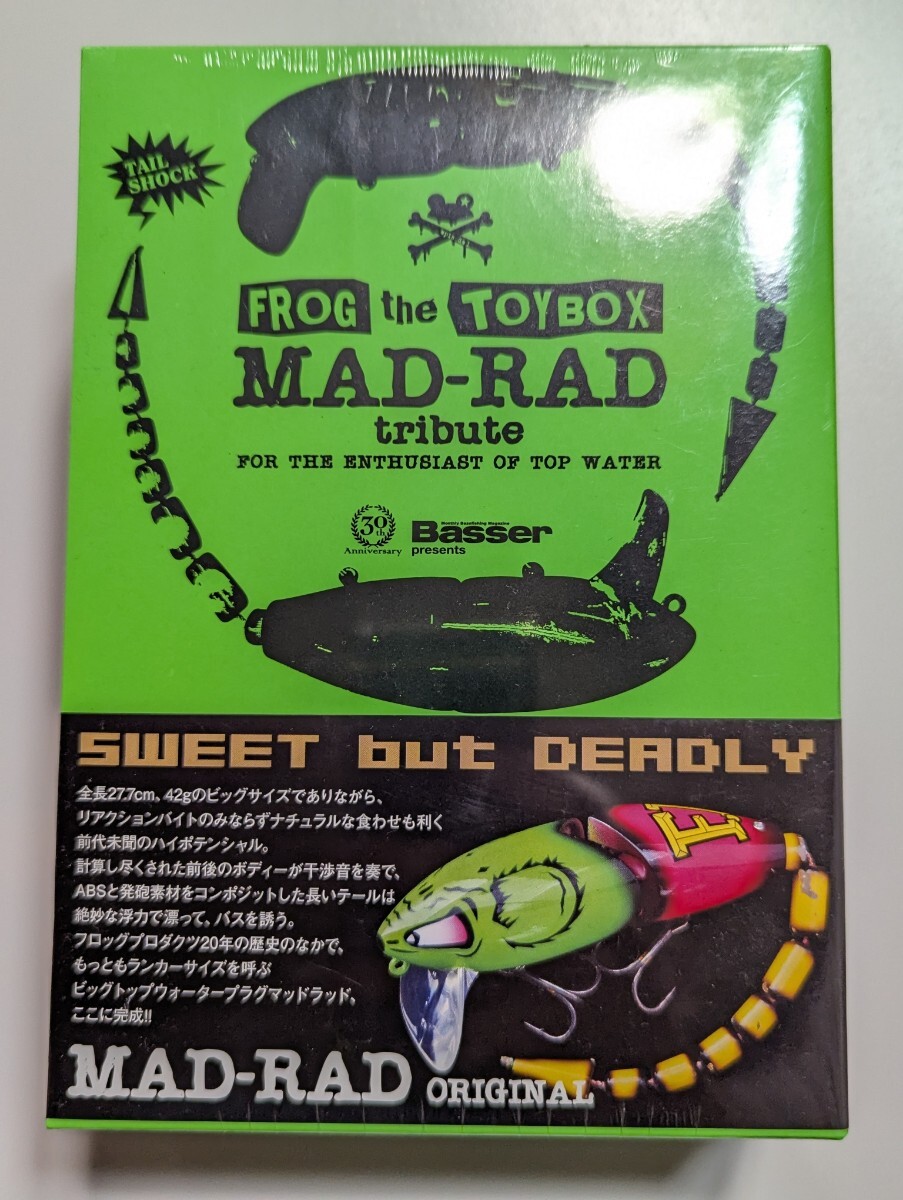 TAIL
SHOCK
FROG the TOYBOX
MAD-RAD
tribute
FOR THE ENTHUSIAST OF TOP WATER
30th
Anniversary
Monthly Bassfishing Magazine
Basser
presents
SWEET but DEADLY
全長27.7cm、42gのビッグサイズでありながら、
リアクションバイトのみならずナチュラルな食わせも利く
前代未聞のハイポテンシャル。
計算し尽くされた前後のボディーが干渉音を奏で、
ABSと発砲素材をコンポジットした長いテールは
絶妙な浮力で漂って、バスを誘う。
フロッグプロダクツ20年の歴史のなかで、
もっともランカーサイズを呼ぶ
ビッグトップウォータープラグマッドラッド、
ここに完成!!
MAD-RAD ORIGINAL